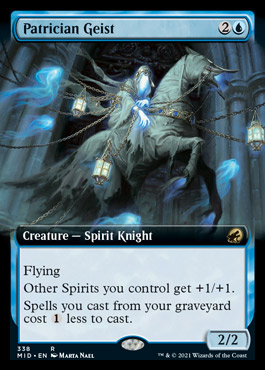 Patrician Geist 2
Creature — Spirit Knight
Flying
Other Spirits you control get +1/+1.
Spells you cast from your graveyard
cost 1 less to cast.
2/2
338 R
MID • EN Marta Nael
™ & © 2021 Wizards of the Coast